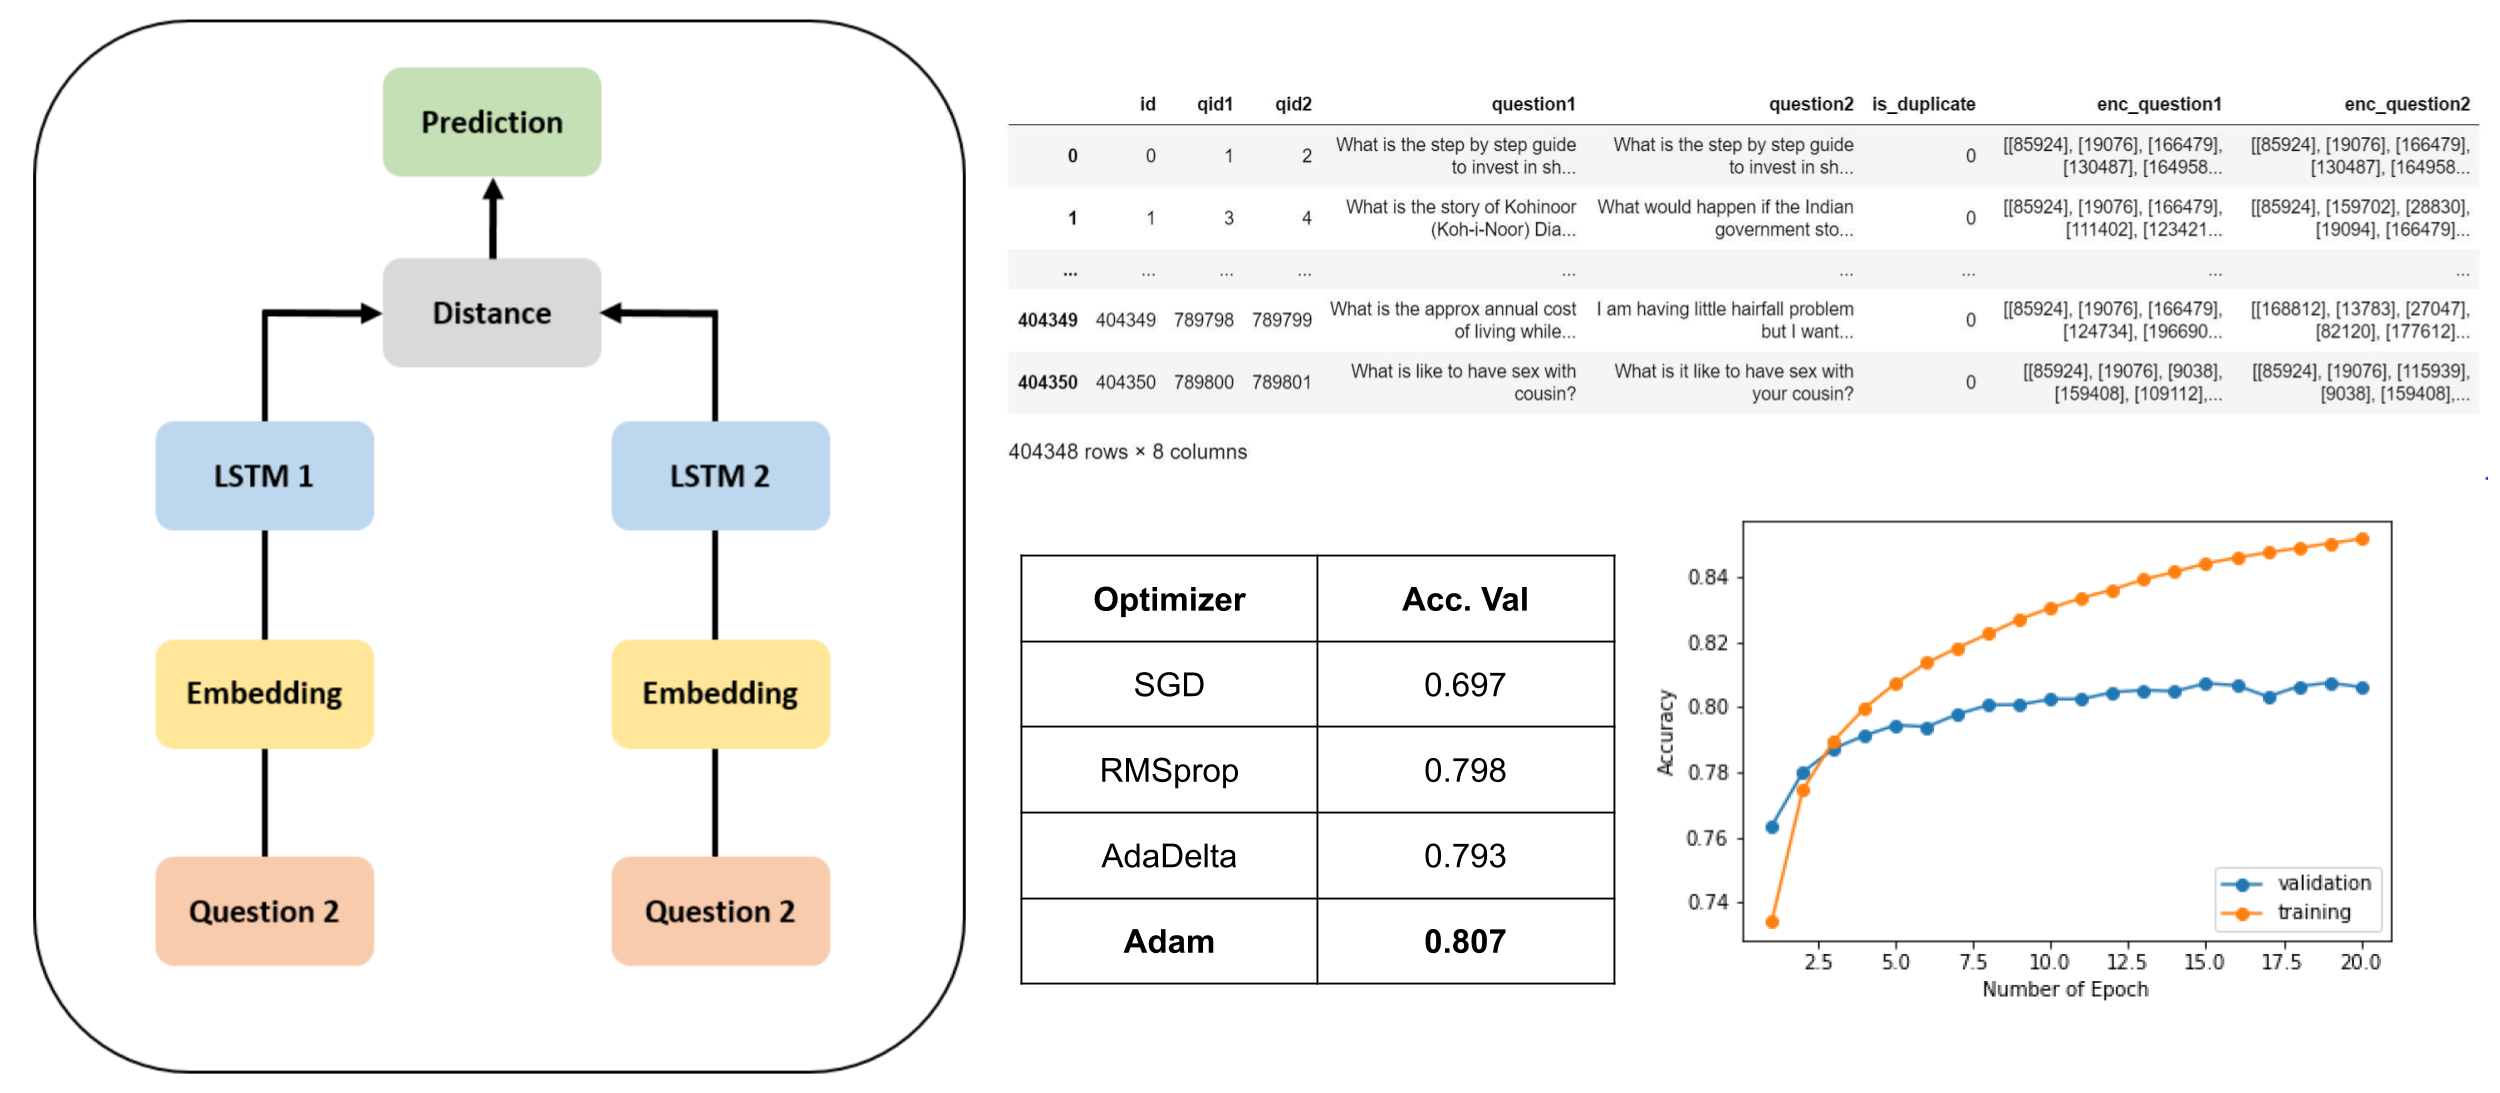 Prediction
Distance
LSTM 1
LSTM 2
Embedding
Embedding
Question 2
Question 2
id qid1 qid2 question1 question2 is_duplicate enc_question1 enc_question2
0 0 1 2 What is the step by step guide to invest in sh... What is the step by step guide to invest in sh... 0 [[85924], [19076], [166479], [130487], [164958... [[85924], [19076], [166479], [130487], [164958...
1 1 3 4 What is the story of Kohinoor (Koh-i-Noor) Dia... What would happen if the Indian government sto... 0 [[85924], [19076], [166479], [111402], [123421... [[85924], [159702], [28830], [19094], [166479]...
... ... ... ... ... ... ... ... ...
404349 404349 789798 789799 What is the approx annual cost of living while... I am having little hairfall problem but I want... 0 [[85924], [19076], [166479], [124734], [196690... [[168812], [13783], [27047], [82120], [177612]...
404350 404350 789800 789801 What is like to have sex with cousin? What is it like to have sex with your cousin? 0 [[85924], [19076], [9038], [159408], [109112],... [[85924], [19076], [115939], [9038], [159408],...
404348 rows × 8 columns
Optimizer Acc. Val
SGD 0.697
RMSprop 0.798
AdaDelta 0.793
Adam 0.807
Accuracy
0.84
0.82
0.80
0.78
0.76
0.74
validation
training
2.5 5.0 7.5 10.0 12.5 15.0 17.5 20.0
Number of Epoch